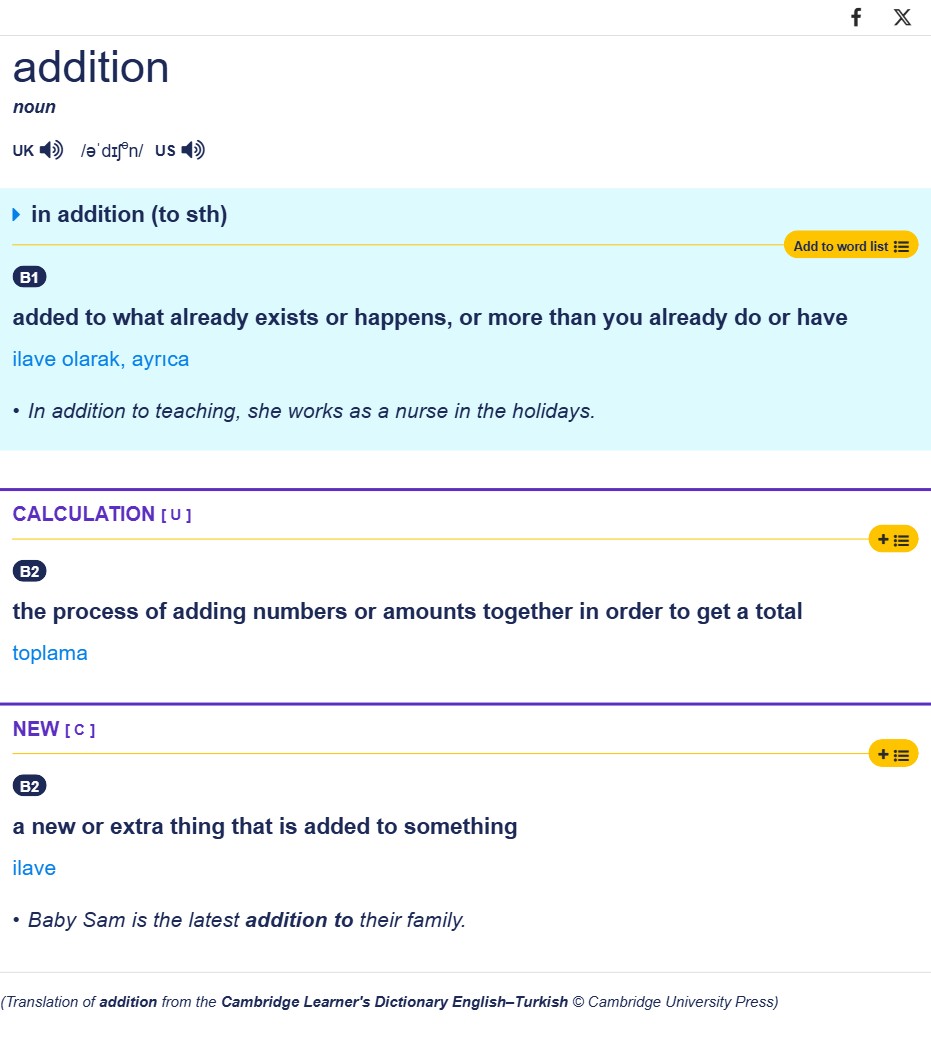 addition
noun
UK /əˈdɪʃᵊn/ US
in addition (to sth)
Add to word list
B1
added to what already exists or happens, or more than you already do or have
ilave olarak, ayrıca
• In addition to teaching, she works as a nurse in the holidays.
CALCULATION [ U ]
B2
the process of adding numbers or amounts together in order to get a total
toplama
NEW [ C ]
B2
a new or extra thing that is added to something
ilave
• Baby Sam is the latest addition to their family.
(Translation of addition from the Cambridge Learner's Dictionary English–Turkish © Cambridge University Press)